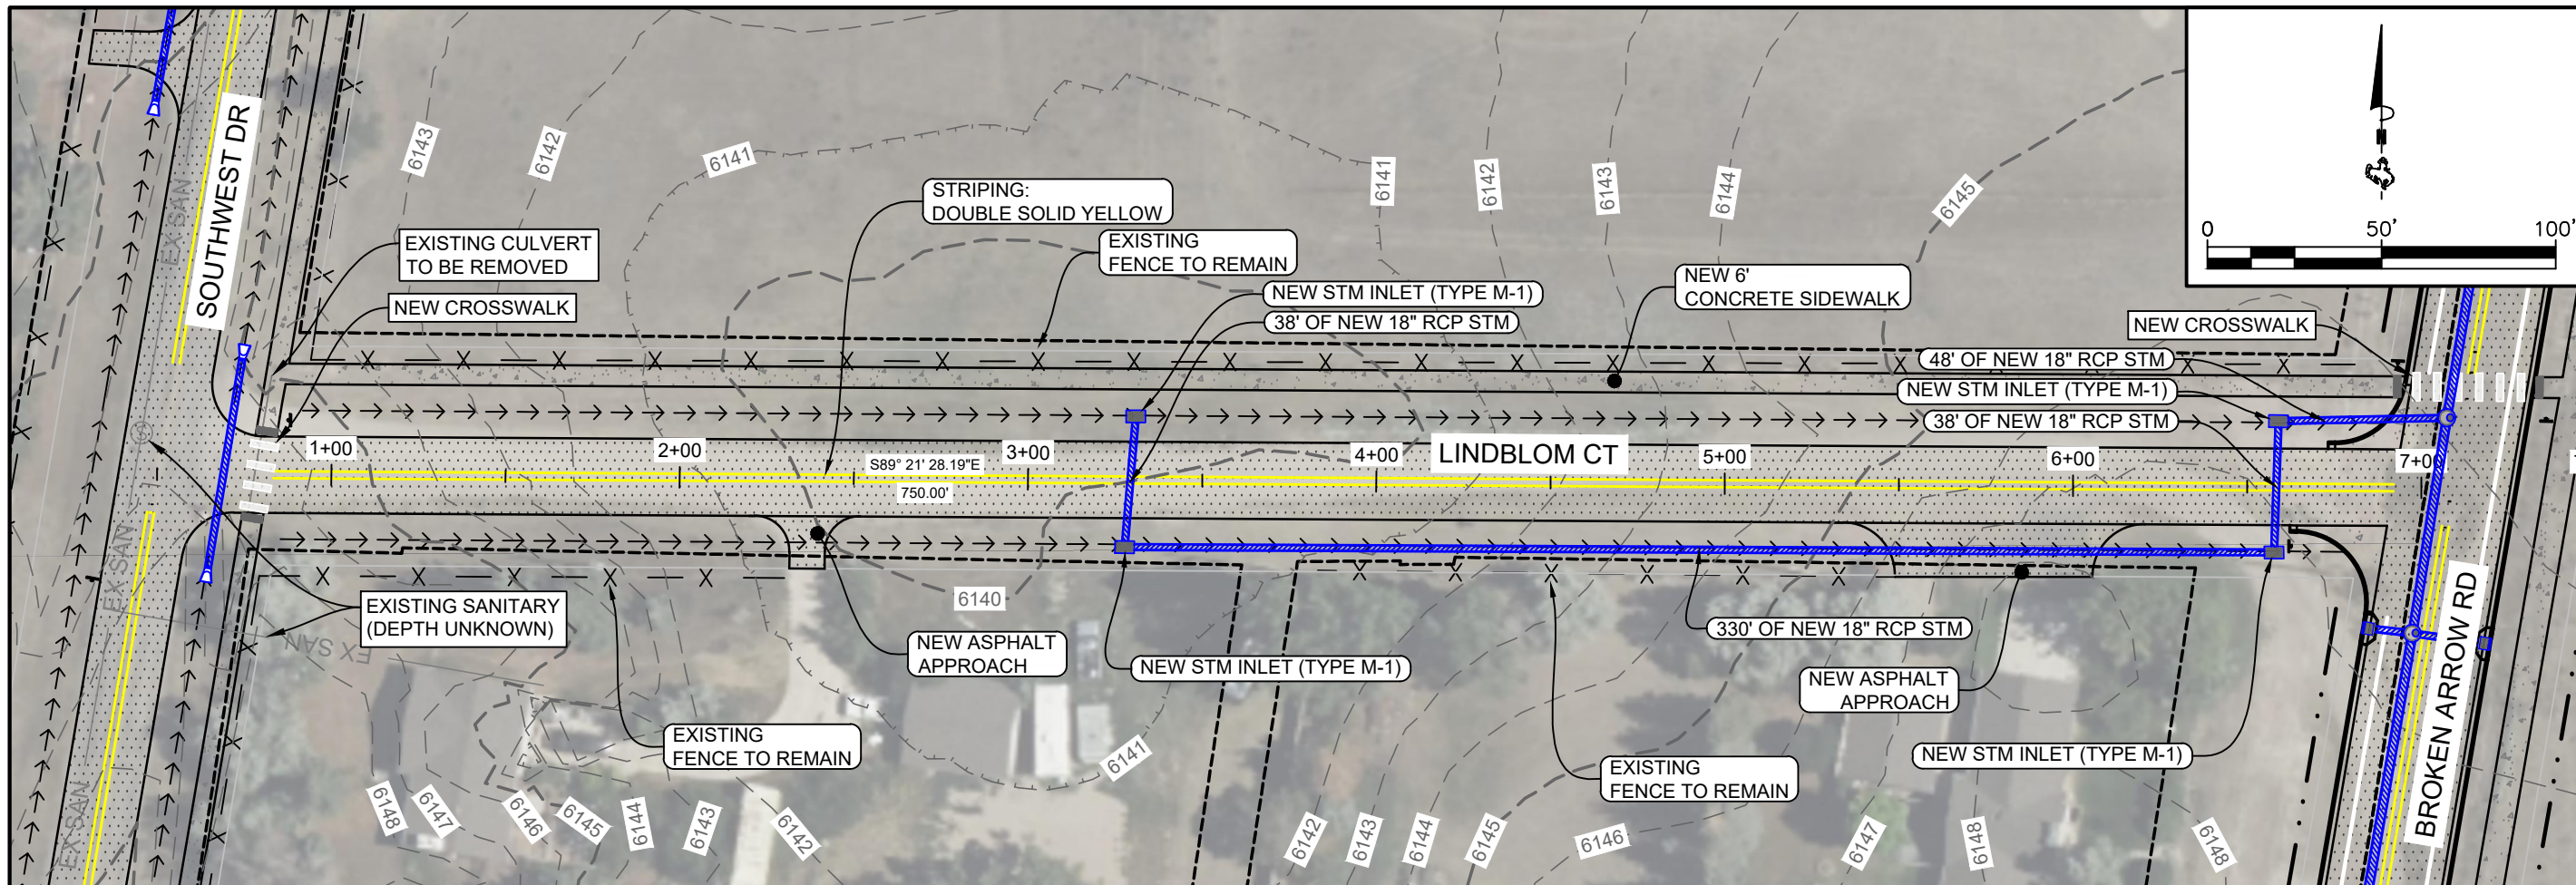 0 50' 100'
SOUTHWEST DR
EX SAN
6143
6142
6141
6141
6142
6143
6144
6145
STRIPING:
DOUBLE SOLID YELLOW
EXISTING CULVERT
TO BE REMOVED
EXISTING
FENCE TO REMAIN
NEW CROSSWALK
NEW STM INLET (TYPE M-1)
38' OF NEW 18" RCP STM
NEW 6'
CONCRETE SIDEWALK
NEW CROSSWALK
48' OF NEW 18" RCP STM
NEW STM INLET (TYPE M-1)
38' OF NEW 18" RCP STM
1+00
2+00
3+00
4+00
5+00
6+00
LINDBLOM CT
S89° 21' 28.19"E
750.00'
EX SAN
EXISTING SANITARY
(DEPTH UNKNOWN)
EX SAN
6140
NEW ASPHALT
APPROACH
NEW STM INLET (TYPE M-1)
330' OF NEW 18" RCP STM
NEW ASPHALT
APPROACH
EXISTING
FENCE TO REMAIN
6141
EXISTING
FENCE TO REMAIN
NEW STM INLET (TYPE M-1)
BROKEN ARROW RD
EX SAN
6148
6147
6146
6145
6144
6143
6142
6142
6143
6144
6145
6146
6147
6148
6148